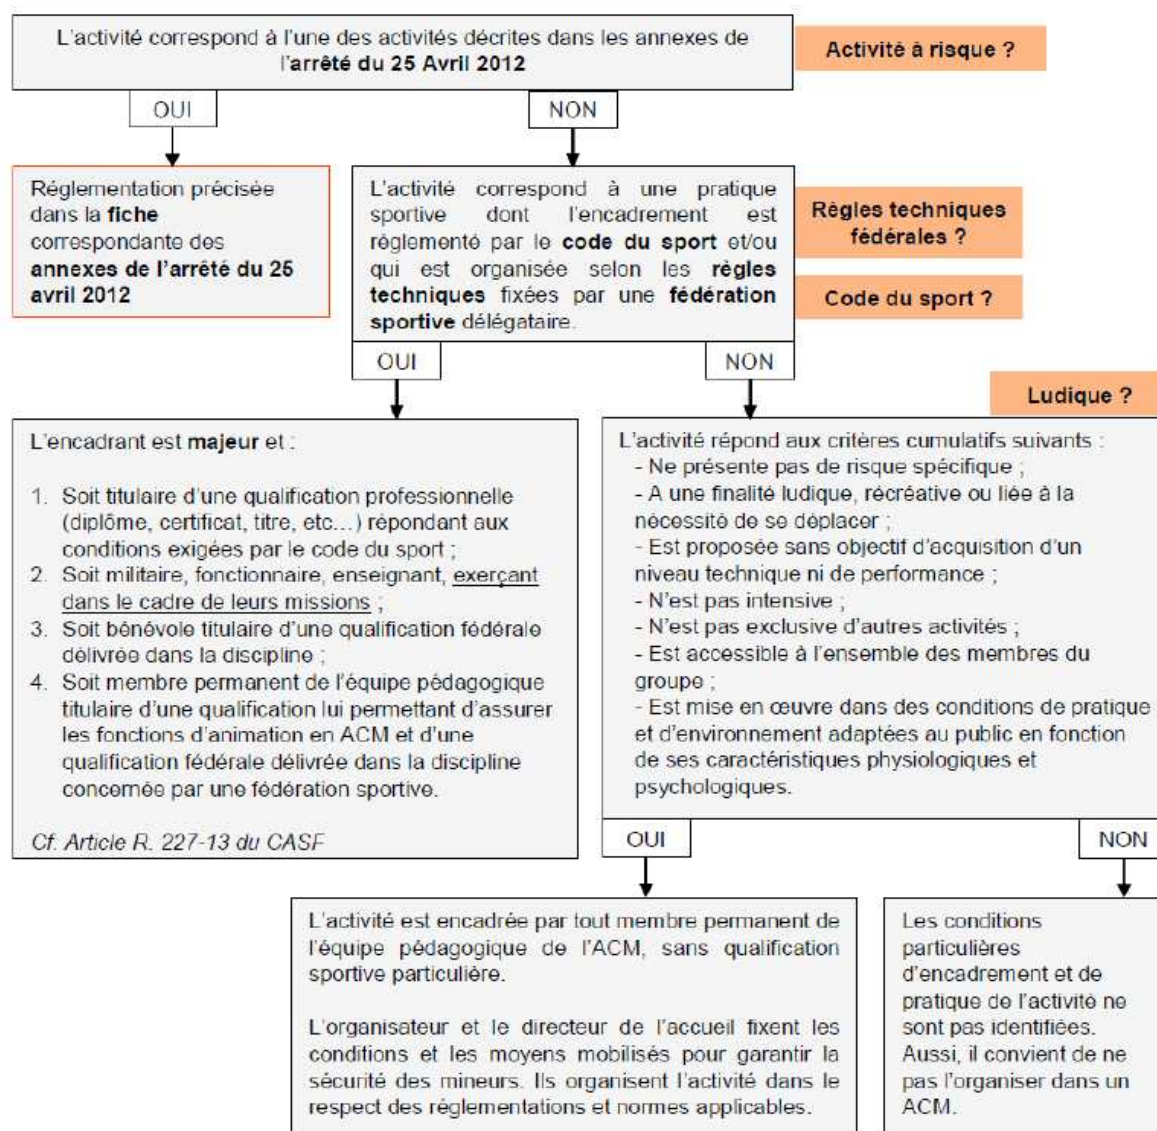 L'activité correspond à l'une des activités décrites dans les annexes de
l'arrêté du 25 Avril 2012
Activité à risque ?
OUI
NON
Réglementation précisée
dans la fiche
correspondante des
annexes de l'arrêté du 25
avril 2012
L'activité correspond à une pratique
sportive dont l'encadrement est
réglementé par le code du sport et/ou
qui est organisée selon les règles
techniques fixées par une fédération
sportive délégataire.
Règles techniques
fédérales ?
Code du sport ?
OUI
NON
Ludique ?
L'encadrant est majeur et :
1. Soit titulaire d'une qualification professionnelle
(diplôme, certificat, titre, etc...) répondant aux
conditions exigées par le code du sport ;
2. Soit militaire, fonctionnaire, enseignant, exerçant
dans le cadre de leurs missions ;
3. Soit bénévole titulaire d'une qualification fédérale
délivrée dans la discipline ;
4. Soit membre permanent de l'équipe pédagogique
titulaire d'une qualification lui permettant d'assurer
les fonctions d'animation en ACM et d'une
qualification fédérale délivrée dans la discipline
concernée par une fédération sportive.
Cf. Article R. 227-13 du CASF
L'activité répond aux critères cumulatifs suivants :
- Ne présente pas de risque spécifique ;
- A une finalité ludique, récréative ou liée à la
nécessité de se déplacer ;
- Est proposée sans objectif d'acquisition d'un
niveau technique ni de performance ;
- N'est pas intensive ;
- N'est pas exclusive d'autres activités ;
- Est accessible à l'ensemble des membres du
groupe ;
- Est mise en œuvre dans des conditions de pratique
et d'environnement adaptées au public en fonction
de ses caractéristiques physiologiques et
psychologiques.
OUI
NON
L'activité est encadrée par tout membre permanent de
l'équipe pédagogique de l'ACM, sans qualification
sportive particulière.
L'organisateur et le directeur de l'accueil fixent les
conditions et les moyens mobilisés pour garantir la
sécurité des mineurs. Ils organisent l'activité dans le
respect des réglementations et normes applicables.
Les conditions
particulières
d'encadrement et de
pratique de l'activité ne
sont pas identifiées.
Aussi, il convient de ne
pas l'organiser dans un
ACM.